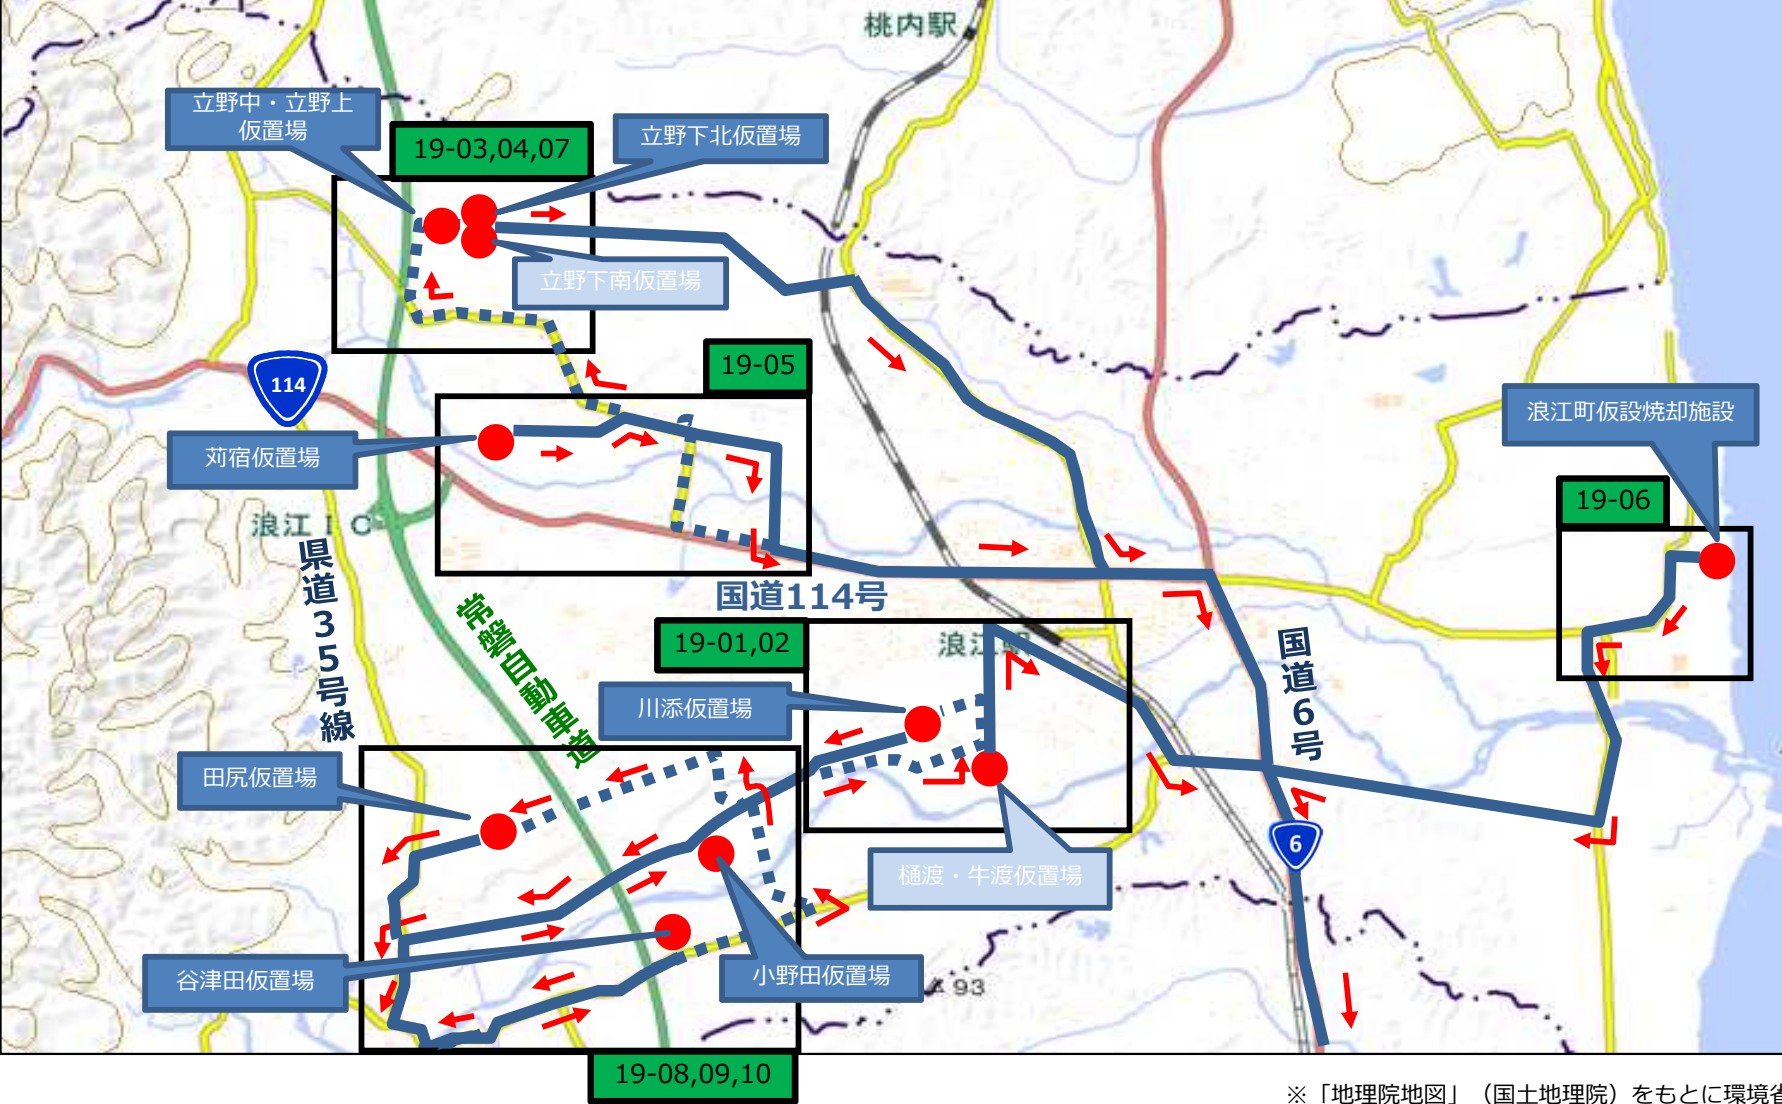 桃内駅
立野中・立野上
仮置場
19-03,04,07
立野下北仮置場
立野下南仮置場
19-05
114
苅宿仮置場
浪江町仮設焼却施設
19-06
浪江IC
県道35号線
常磐自動車道
国道114号
19-01,02
浪江駅
国道6号
川添仮置場
田尻仮置場
6
樋渡・牛渡仮置場
谷津田仮置場
小野田仮置場
93
19-08,09,10
※「地理院地図」（国土地理院）をもとに環境省